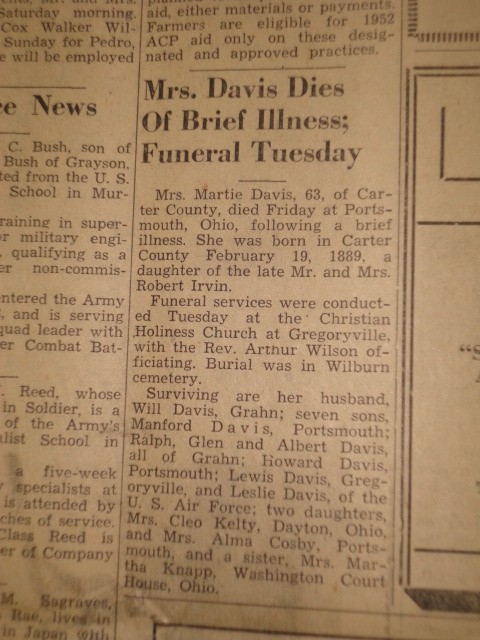 Saturday morning.
Cox Walker Wil-
Sunday for Pedro,
e will be employed
ce News
C. Bush, son of
Bush of Grayson,
ted from the U. S.
School in Mur-
raining in super-
r military engi-
, qualifying as a
er non-commis-
entered the Army
, and is serving
quad leader with
er Combat Bat-
. Reed, whose
in Soldier, is a
of the Army's
alist School in
a five-week
y specialists at
is attended by
ches of service.
Class Reed is
er of Company
M. Sagraves,
Rae, lives in
in Japan with
aid, either materials or payments.
Farmers are eligible for 1952
ACP aid only on these desig-
nated and approved practices.
Mrs. Davis Dies
Of Brief Illness;
Funeral Tuesday
Mrs. Martie Davis, 63, of Car-
ter County, died Friday at Ports-
mouth, Ohio, following a brief
illness. She was born in Carter
County February 19, 1889, a
daughter of the late Mr. and Mrs.
Robert Irvin.
Funeral services were conduct-
ed Tuesday at the Christian
Holiness Church at Gregoryville,
with the Rev. Arthur Wilson of-
ficiating. Burial was in Wilburn
cemetery.
Surviving are her husband,
Will Davis, Grahn; seven sons,
Manford Davis, Portsmouth;
Ralph, Glen and Albert Davis,
all of Grahn; Howard Davis,
Portsmouth; Lewis Davis, Greg-
oryville, and Leslie Davis, of the
U. S. Air Force; two daughters,
Mrs. Cleo Kelty, Dayton, Ohio,
and Mrs. Alma Cosby, Ports-
mouth, and a sister, Mrs. Mar-
tha Knapp, Washington Court
House, Ohio.
"S